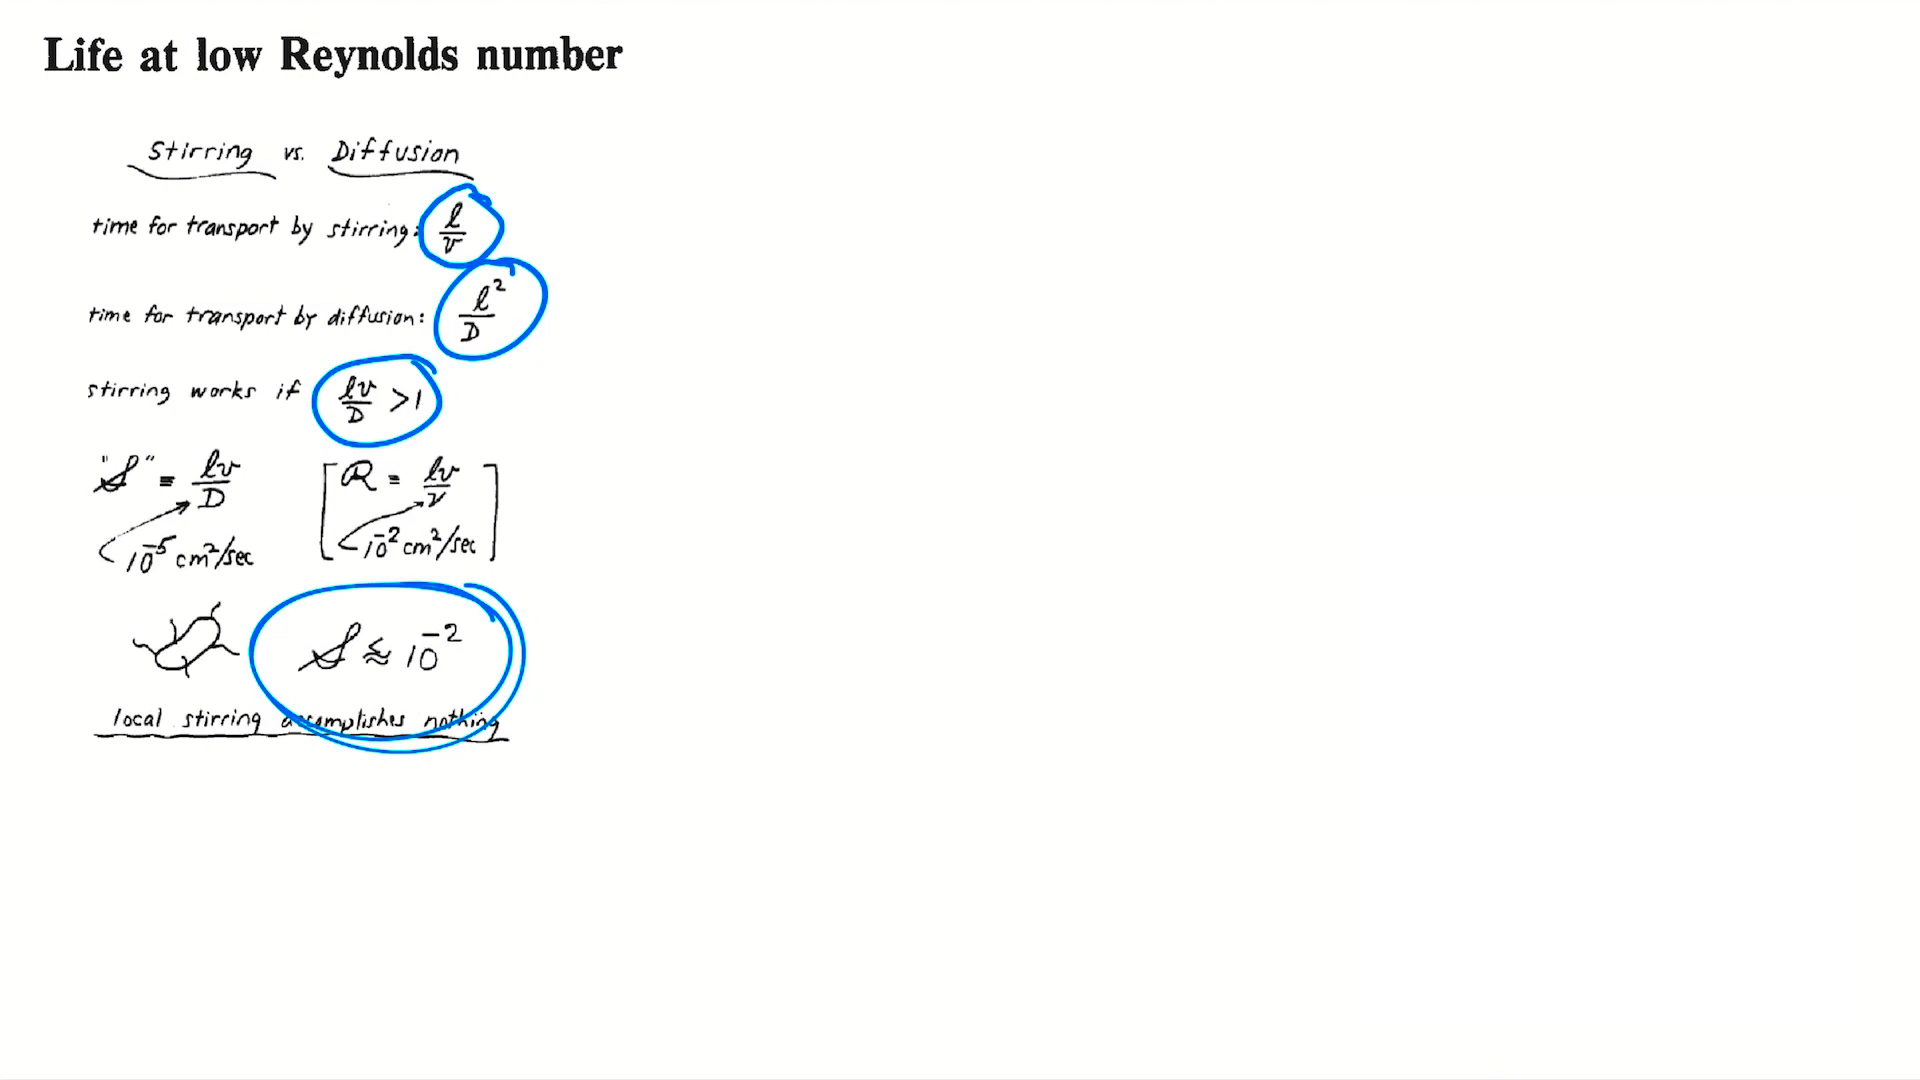 Life at low Reynolds number
Stirring vs. Diffusion
time for transport by stirring: l/v
time for transport by diffusion: l²/D
stirring works if lv/D >1
"S" ≡ lv/D [R = lv/ν]
10⁻⁵ cm²/sec 10⁻² cm²/sec
S ≲ 10⁻²
local stirring accomplishes nothing